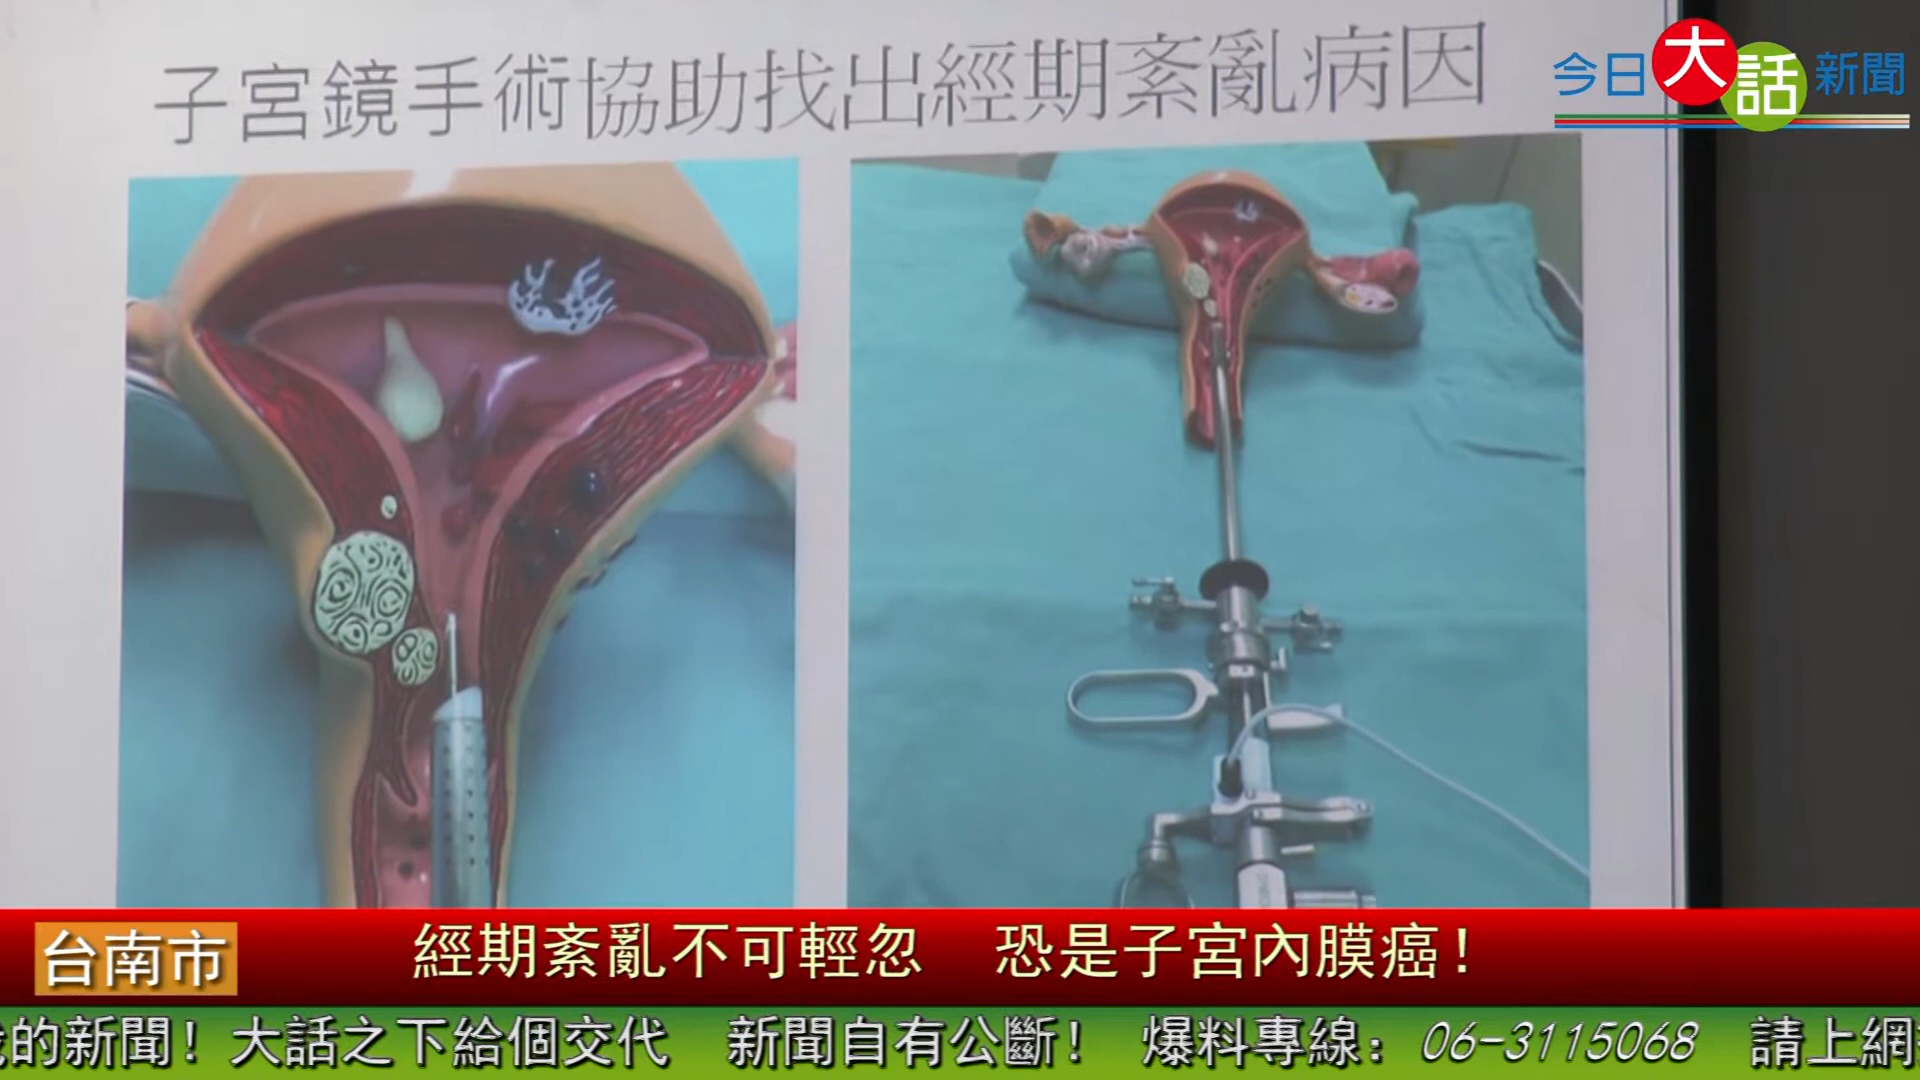 子宮鏡手術協助找出經期紊亂病因
今日大話新聞
台南市
經期紊亂不可輕忽 恐是子宮內膜癌！
的新聞！大話之下給個交代 新聞自有公斷！ 爆料專線：06-3115068 請上網